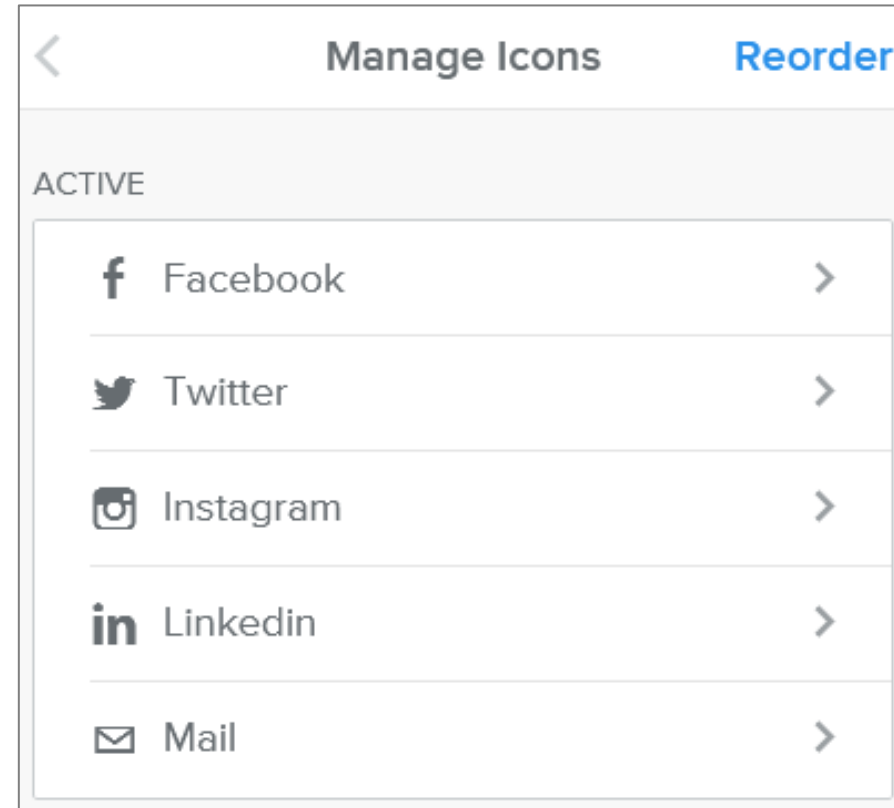 Manage Icons Reorder
ACTIVE
Facebook
Twitter
Instagram
Linkedin
Mail